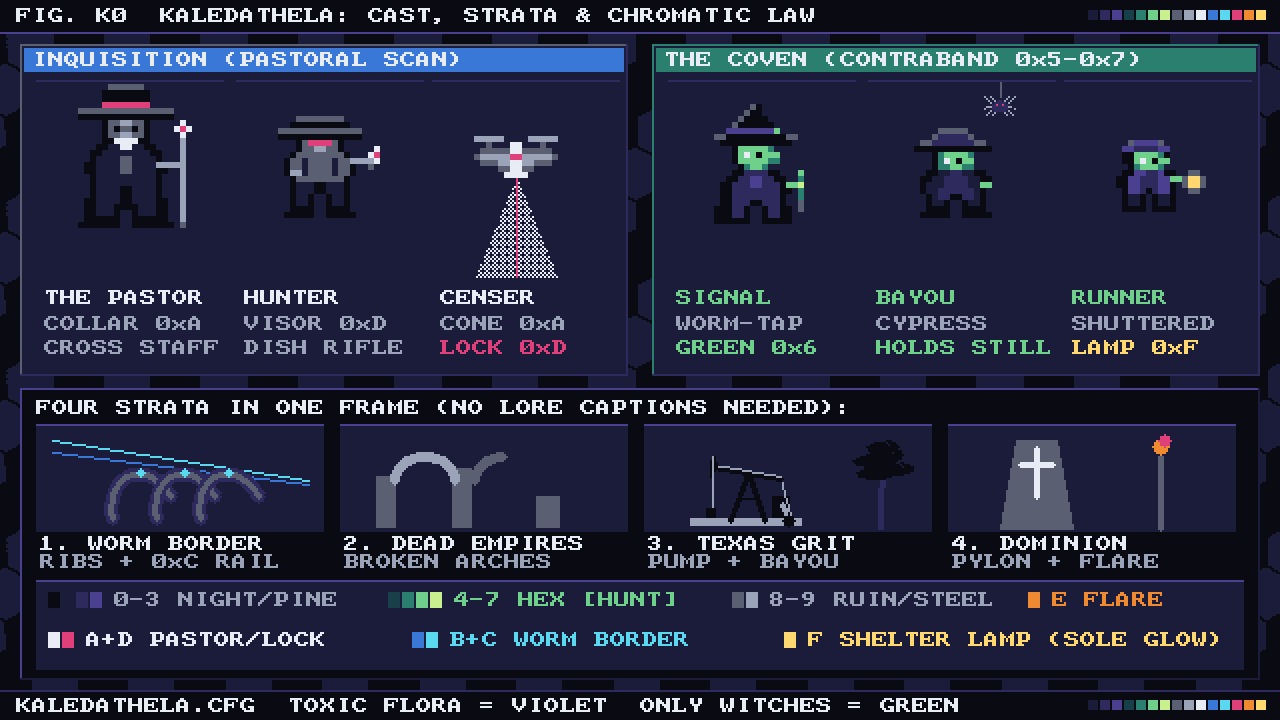 FIG. K0 KALEDATHELA: CAST, STRATA & CHROMATIC LAW
INQUISITION (PASTORAL SCAN)
THE PASTOR
COLLAR 0xA
CROSS STAFF
HUNTER
VISOR 0xD
DISH RIFLE
CENSER
CONE 0xA
LOCK 0xD
THE COVEN (CONTRABAND 0x5-0x7)
SIGNAL
WORM-TAP
GREEN 0x6
BAYOU
CYPRESS
HOLDS STILL
RUNNER
SHUTTERED
LAMP 0xF
FOUR STRATA IN ONE FRAME (NO LORE CAPTIONS NEEDED):
1. WORM BORDER
RIBS + 0xC RAIL
2. DEAD EMPIRES
BROKEN ARCHES
3. TEXAS GRIT
PUMP + BAYOU
4. DOMINION
PYLON + FLARE
0-3 NIGHT/PINE
4-7 HEX [HUNT]
8-9 RUIN/STEEL
E FLARE
A+D PASTOR/LOCK
B+C WORM BORDER
F SHELTER LAMP (SOLE GLOW)
KALEDATHELA.CFG TOXIC FLORA = VIOLET ONLY WITCHES = GREEN